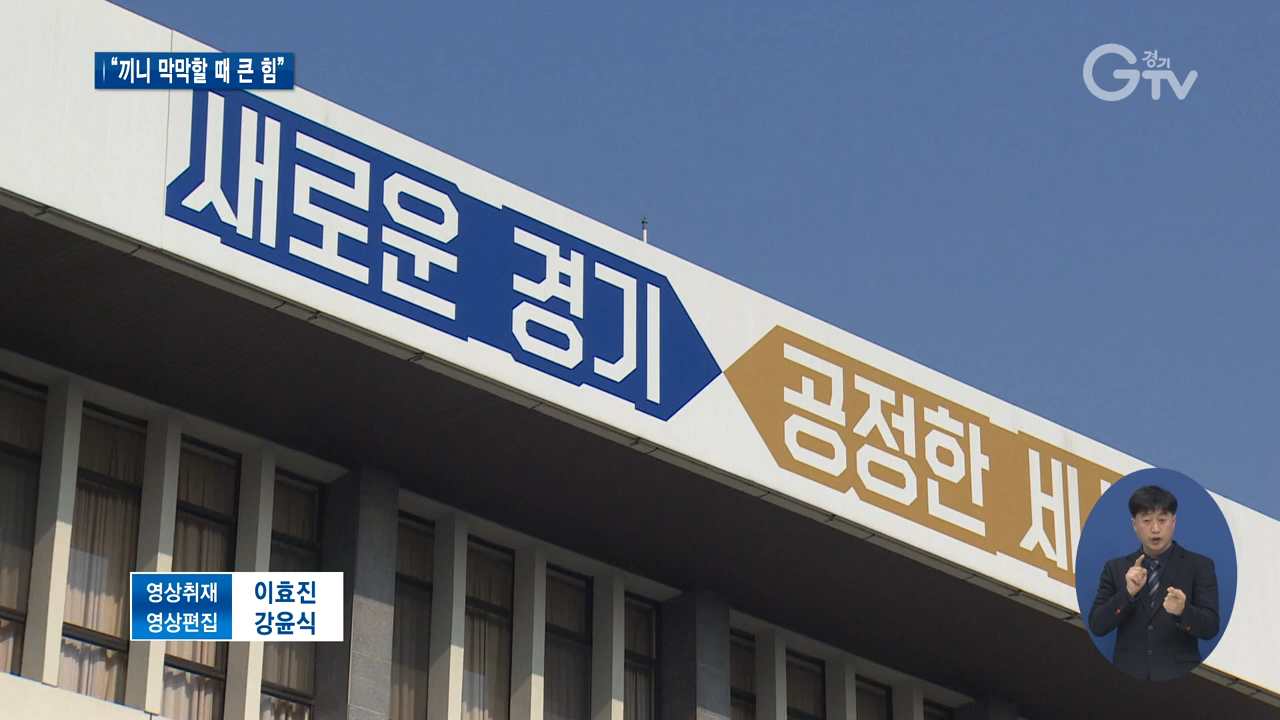 “끼니 막막할 때 큰 힘”
경기
GTV
새로운 경기
공정한 세
영상취재 이효진
영상편집 강윤식